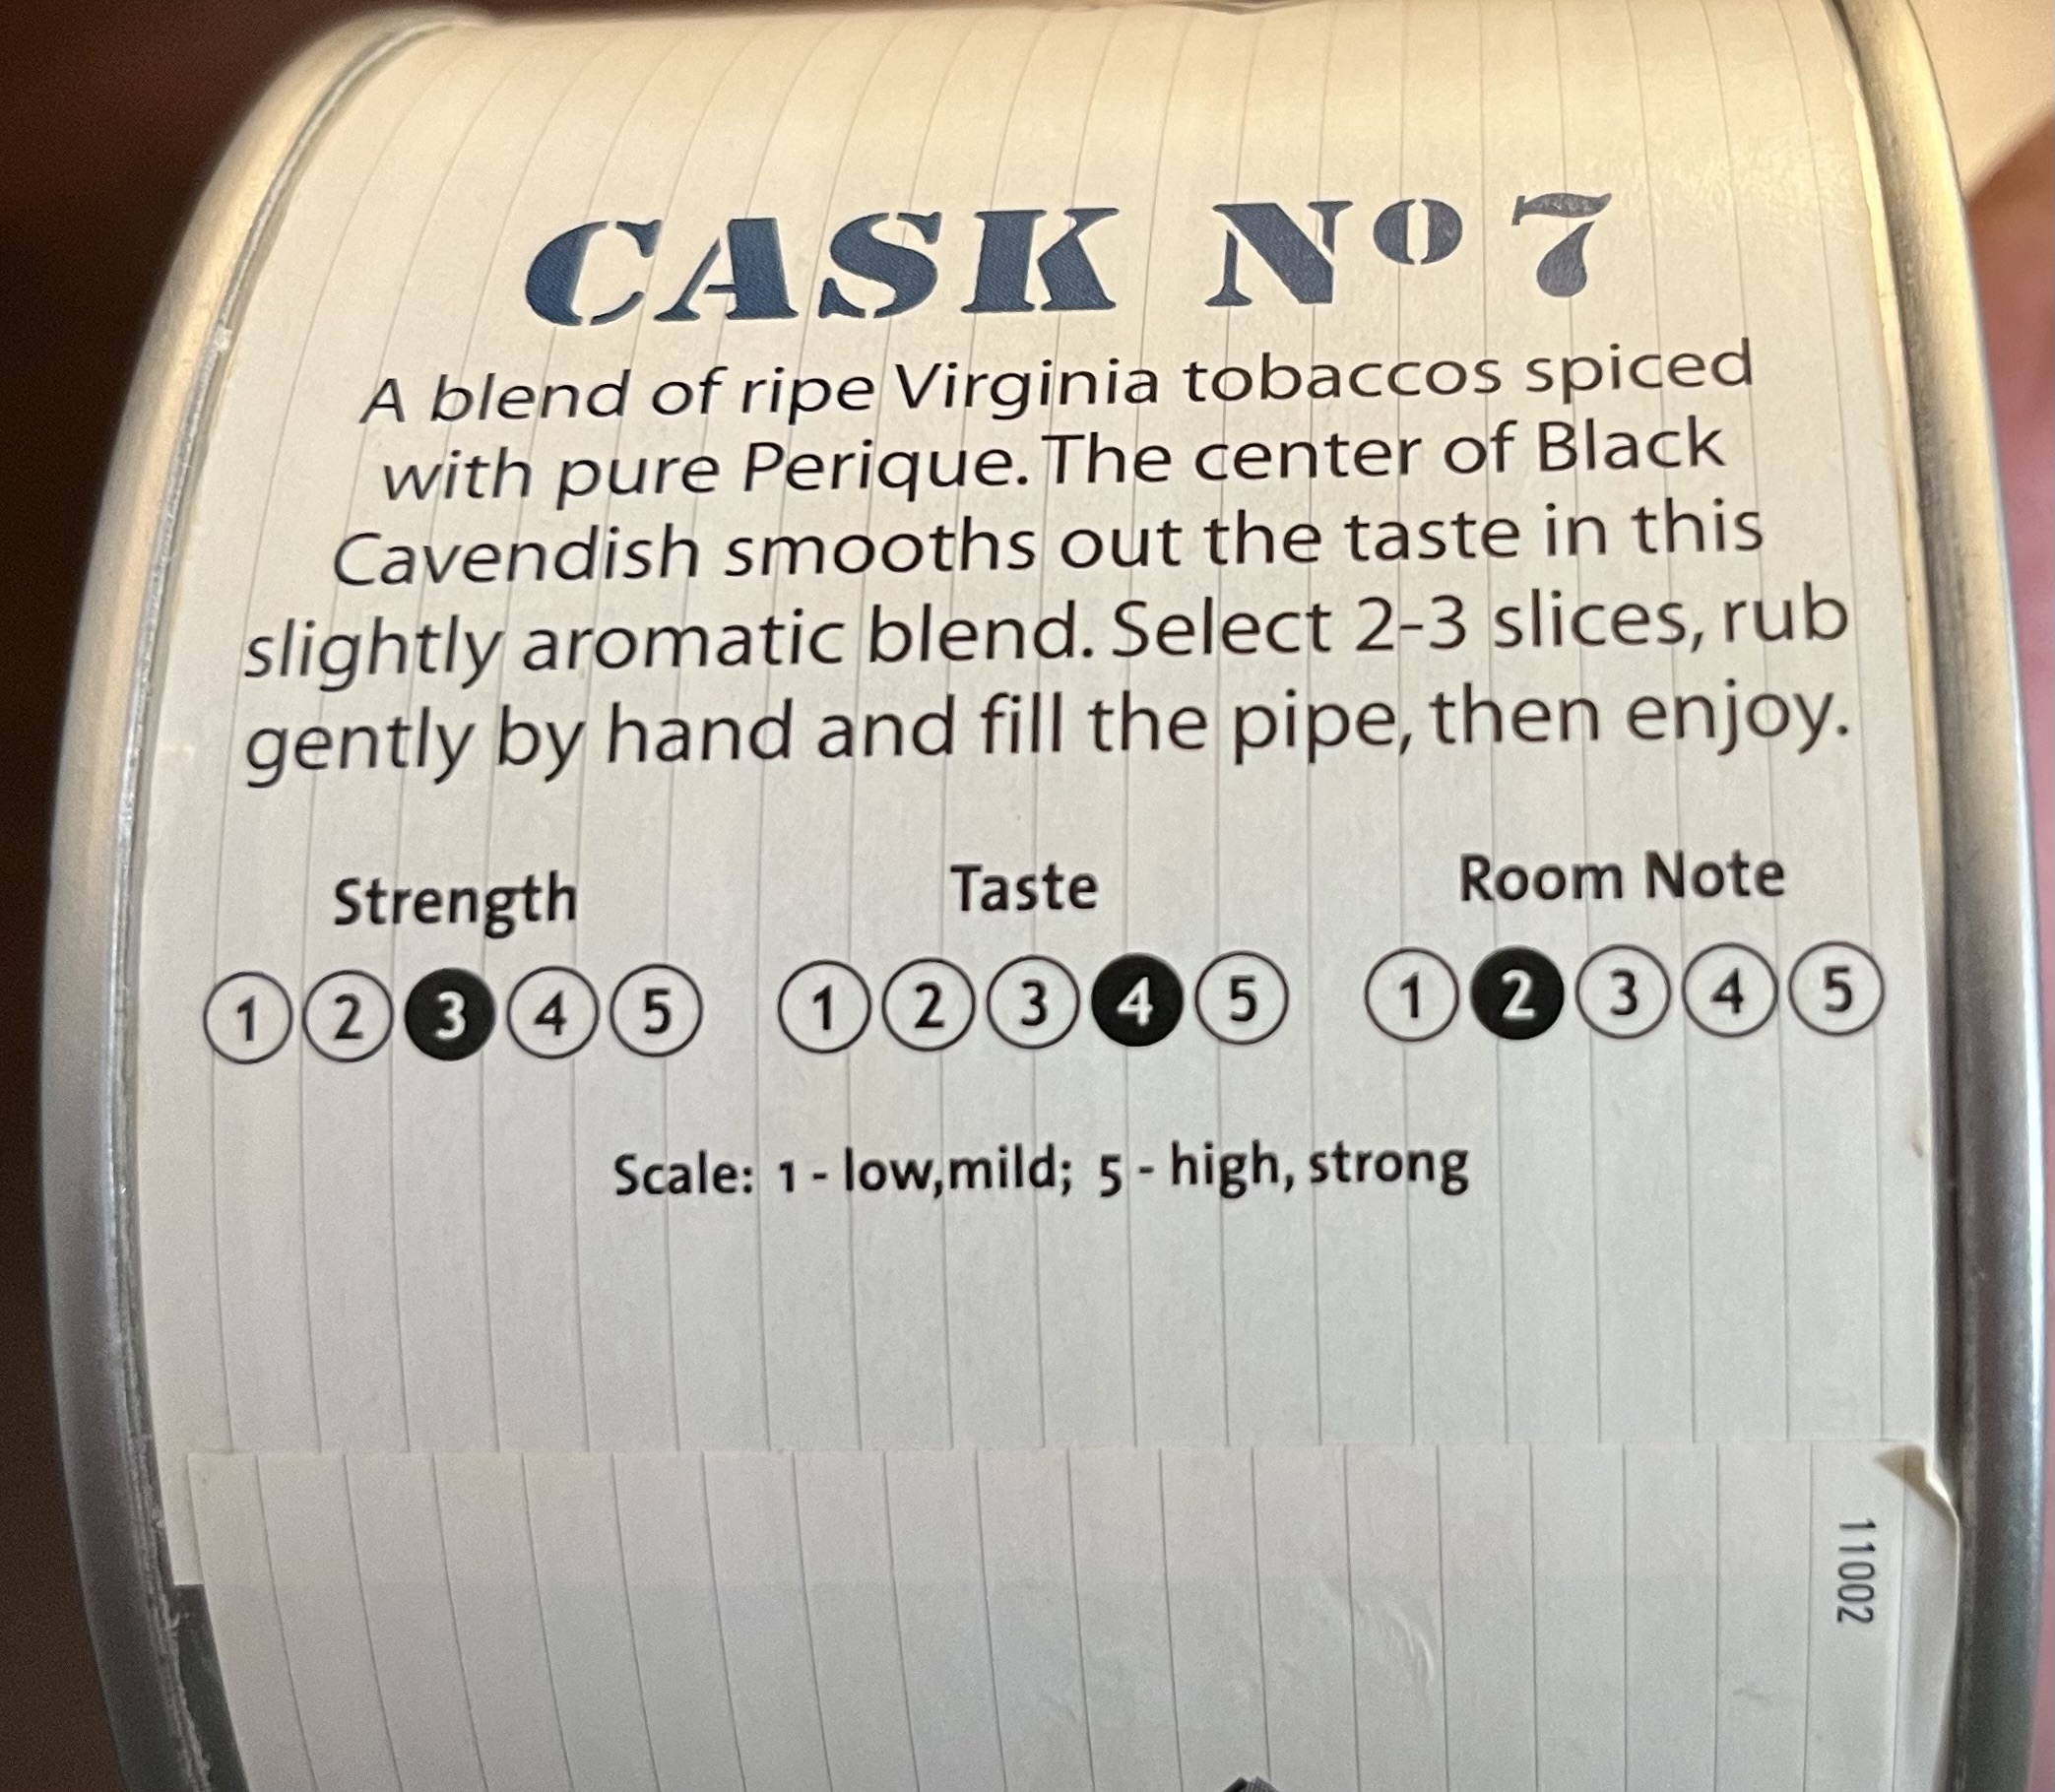 CASK Nº 7
A blend of ripe Virginia tobaccos spiced
with pure Perique. The center of Black
Cavendish smooths out the taste in this
slightly aromatic blend. Select 2-3 slices, rub
gently by hand and fill the pipe, then enjoy.
Strength Taste Room Note
1 2 3 4 5 1 2 3 4 5 1 2 3 4 5
Scale: 1 - low,mild; 5 - high, strong
11002